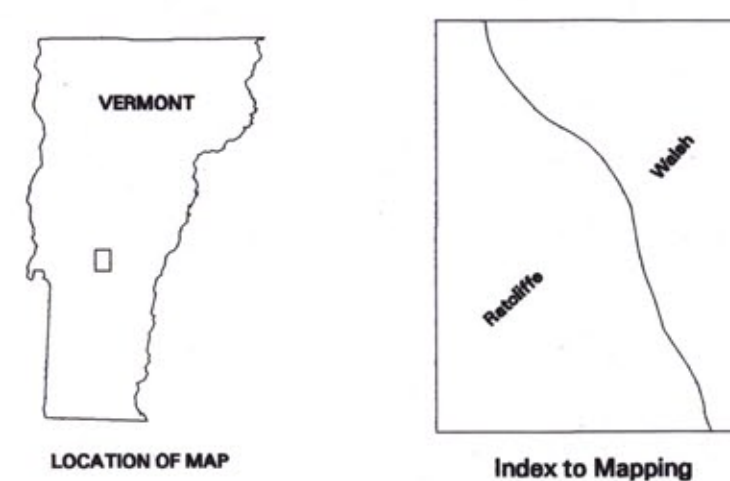 VERMONT
LOCATION OF MAP
Walsh
Ratcliffe
Index to Mapping